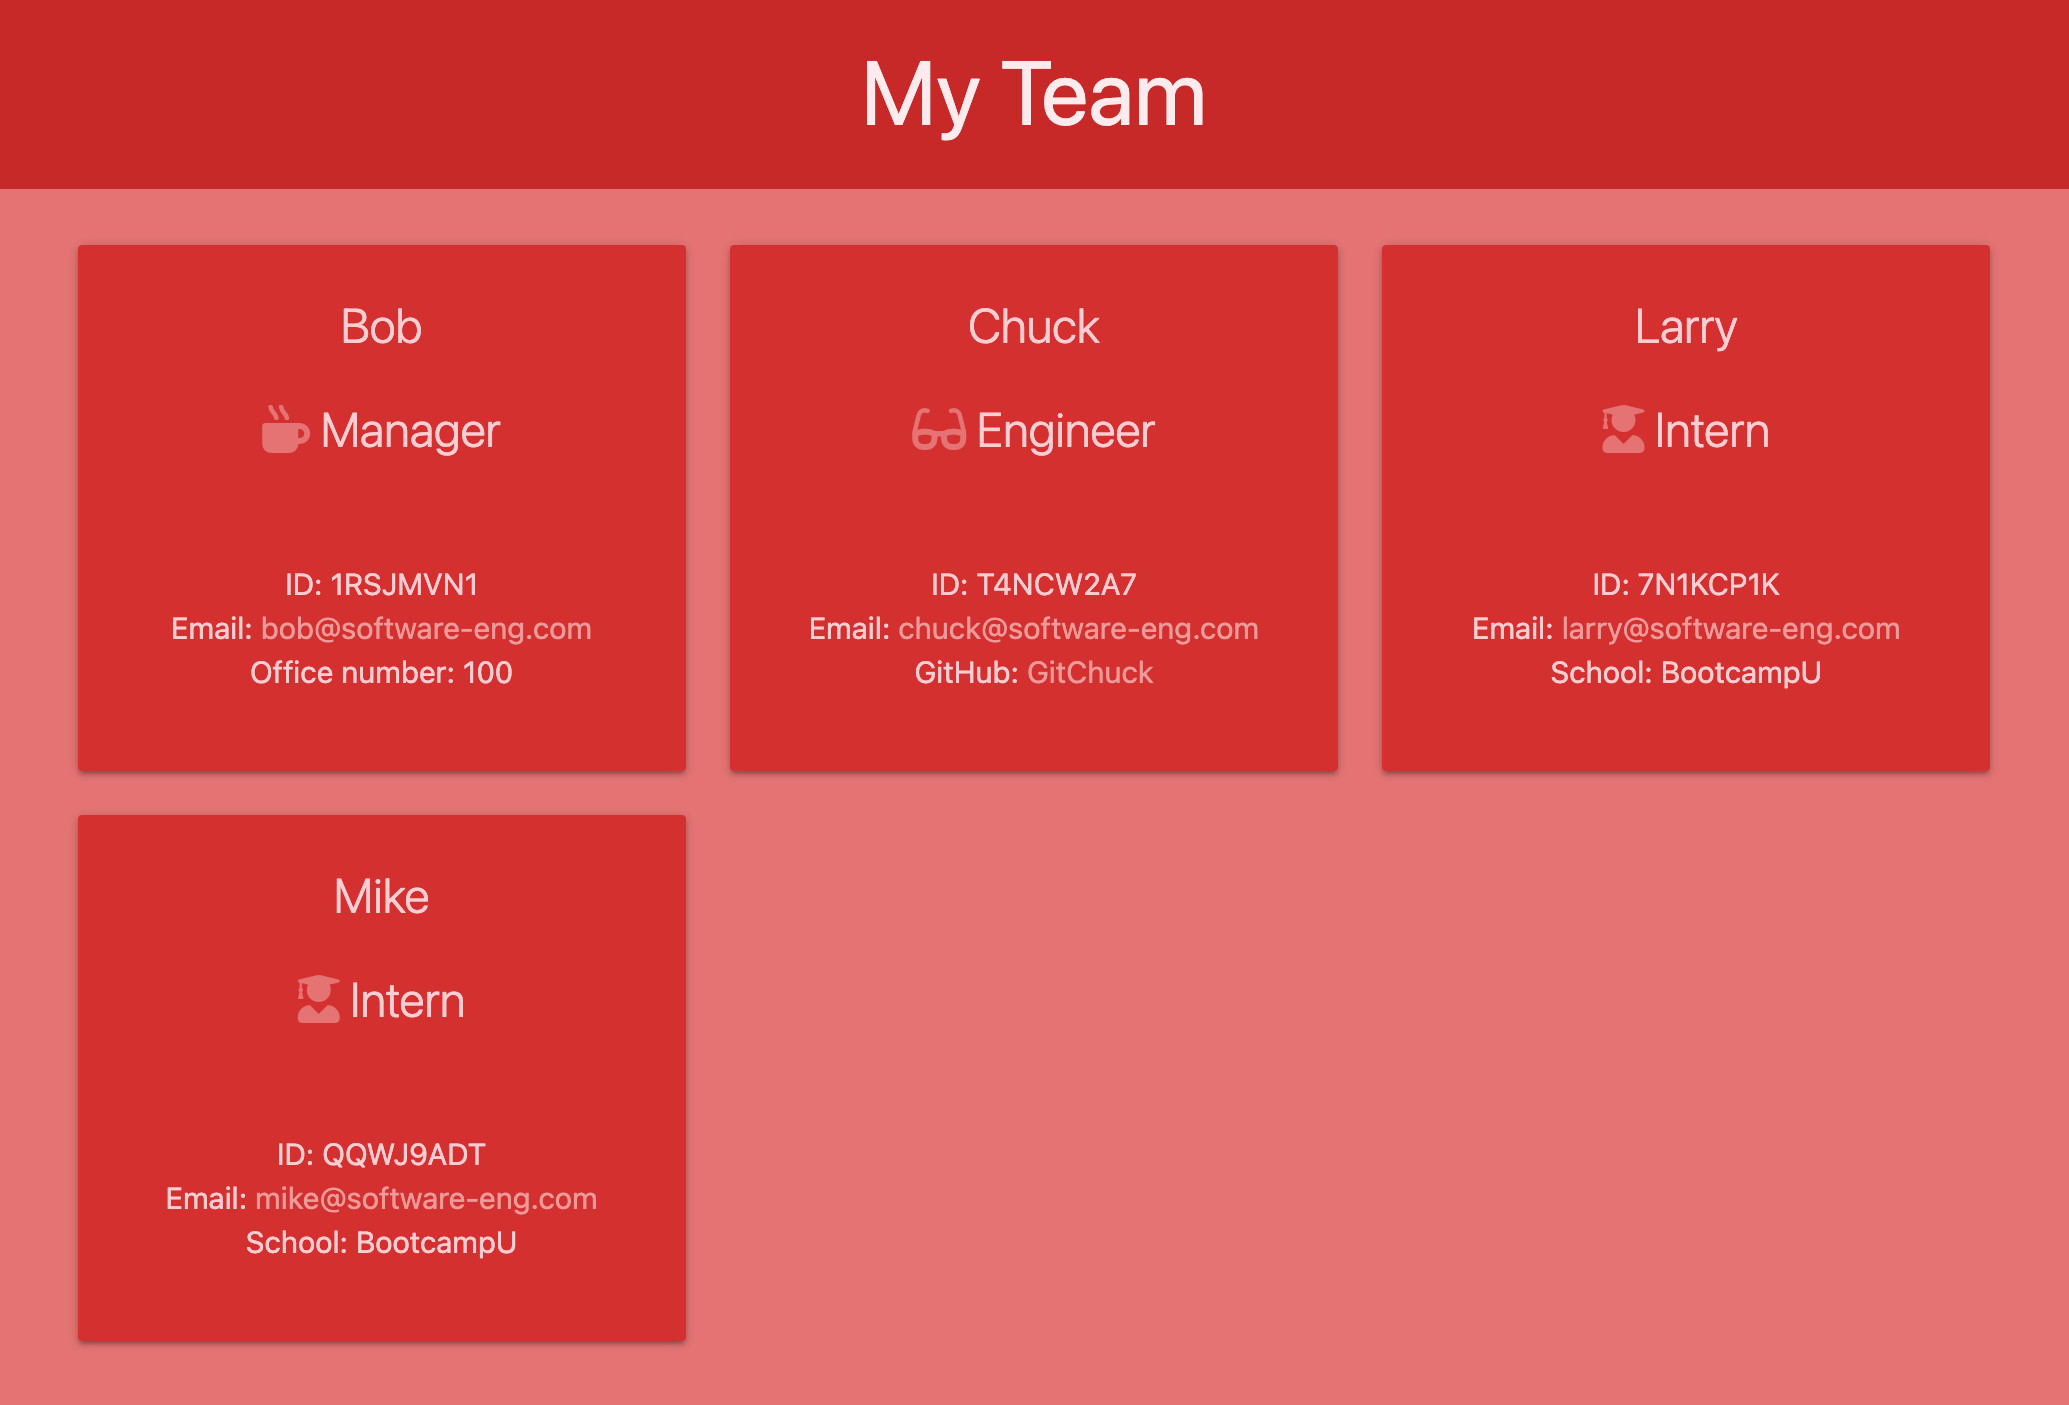 My Team
Bob
Manager
ID: 1RSJMVN1
Email: bob@software-eng.com
Office number: 100
Chuck
Engineer
ID: T4NCW2A7
Email: chuck@software-eng.com
GitHub: GitChuck
Larry
Intern
ID: 7N1KCP1K
Email: larry@software-eng.com
School: BootcampU
Mike
Intern
ID: QQWJ9ADT
Email: mike@software-eng.com
School: BootcampU